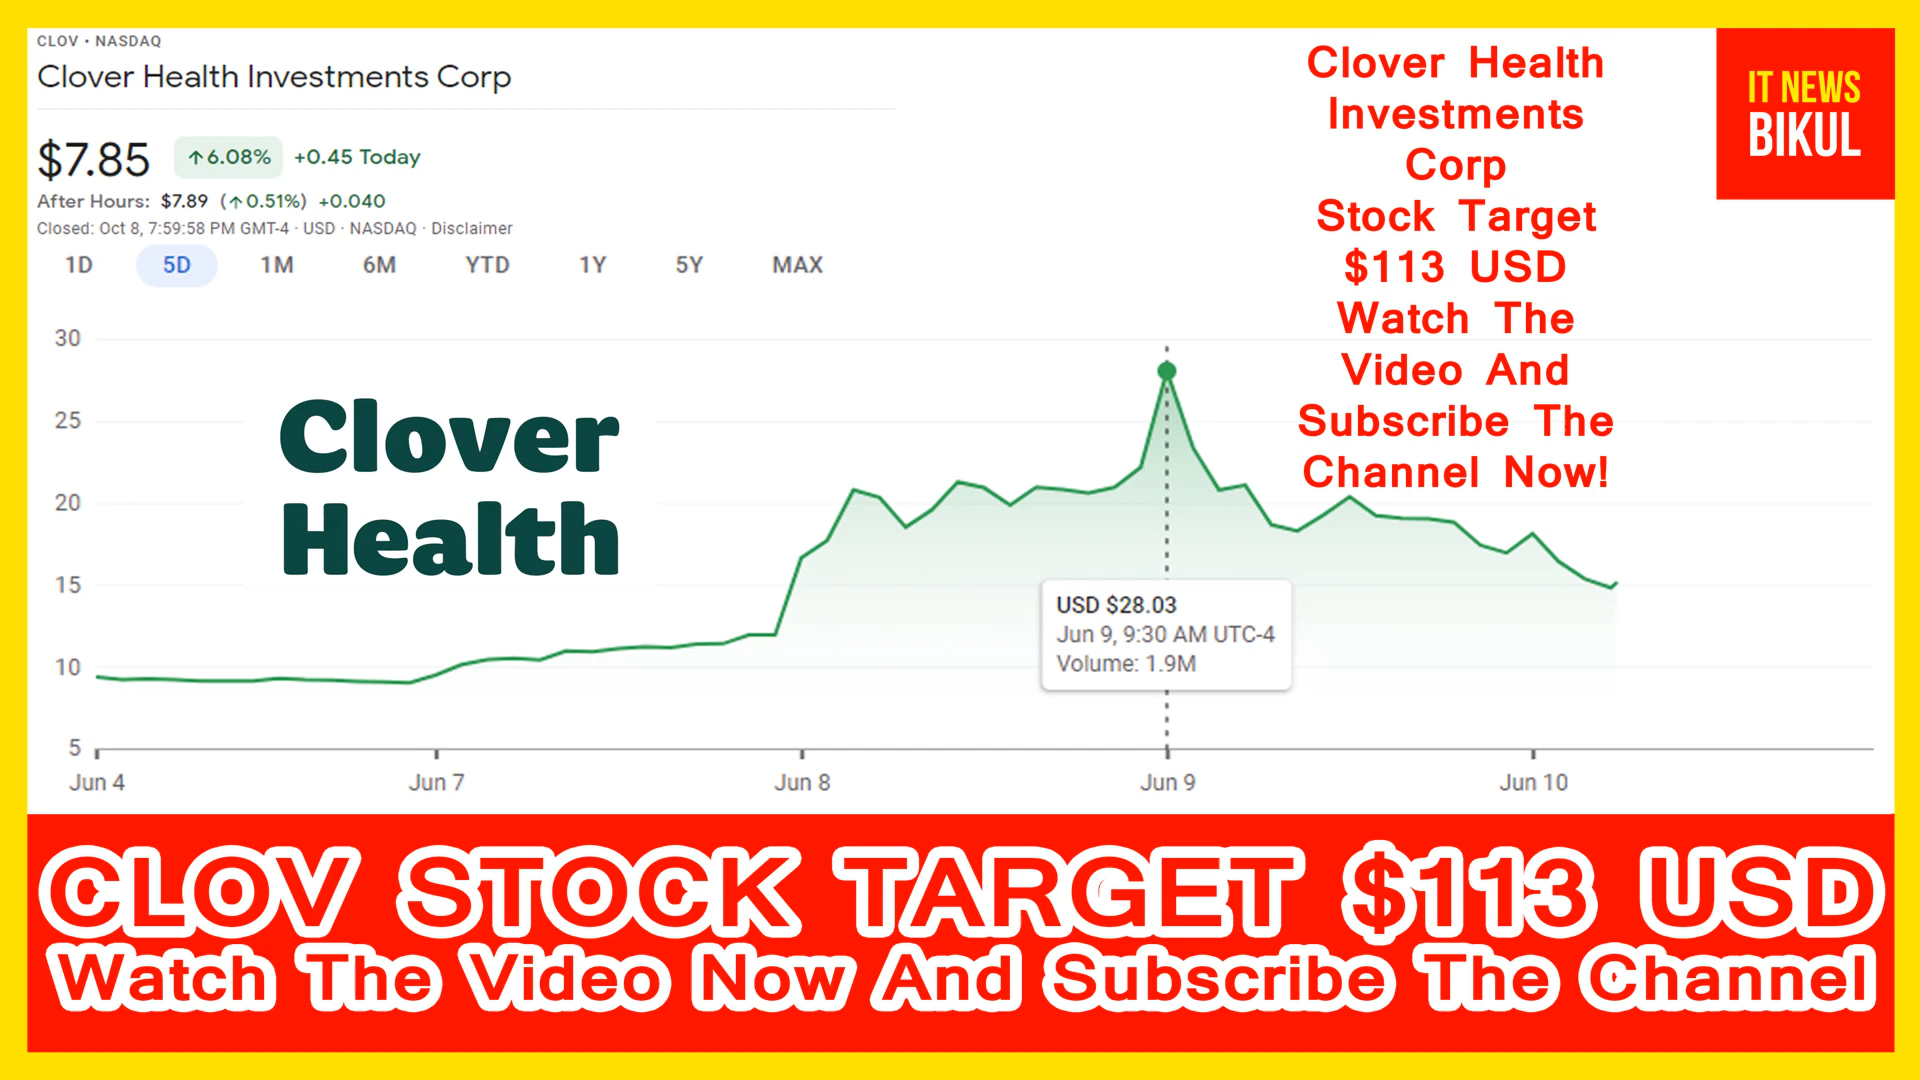 CLOV • NASDAQ
Clover Health Investments Corp
$7.85 ↑6.08% +0.45 Today
After Hours: $7.89 (↑0.51%) +0.040
Closed: Oct 8, 7:59:58 PM GMT-4 · USD · NASDAQ · Disclaimer
1D 5D 1M 6M YTD 1Y 5Y MAX
Clover Health
Investments
Corp
Stock Target
$113 USD
Watch The
Video And
Subscribe The
Channel Now!
IT NEWS
BIKUL
30
25
20
15
10
5
Clover
Health
USD $28.03
Jun 9, 9:30 AM UTC-4
Volume: 1.9M
Jun 4 Jun 7 Jun 8 Jun 9 Jun 10
CLOV STOCK TARGET $113 USD
Watch The Video Now And Subscribe The Channel